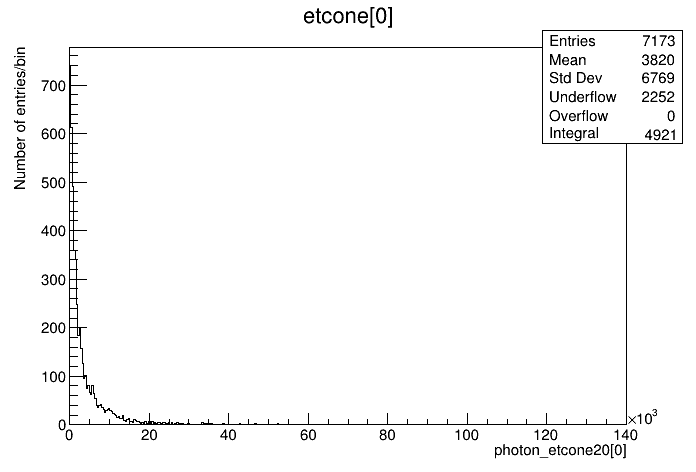 etcone[0]
Entries 7173
Mean 3820
Std Dev 6769
Underflow 2252
Overflow 0
Integral 4921
Number of entries/bin
700
600
500
400
300
200
100
0
0 20 40 60 80 100 120 140
×10³
photon_etcone20[0]